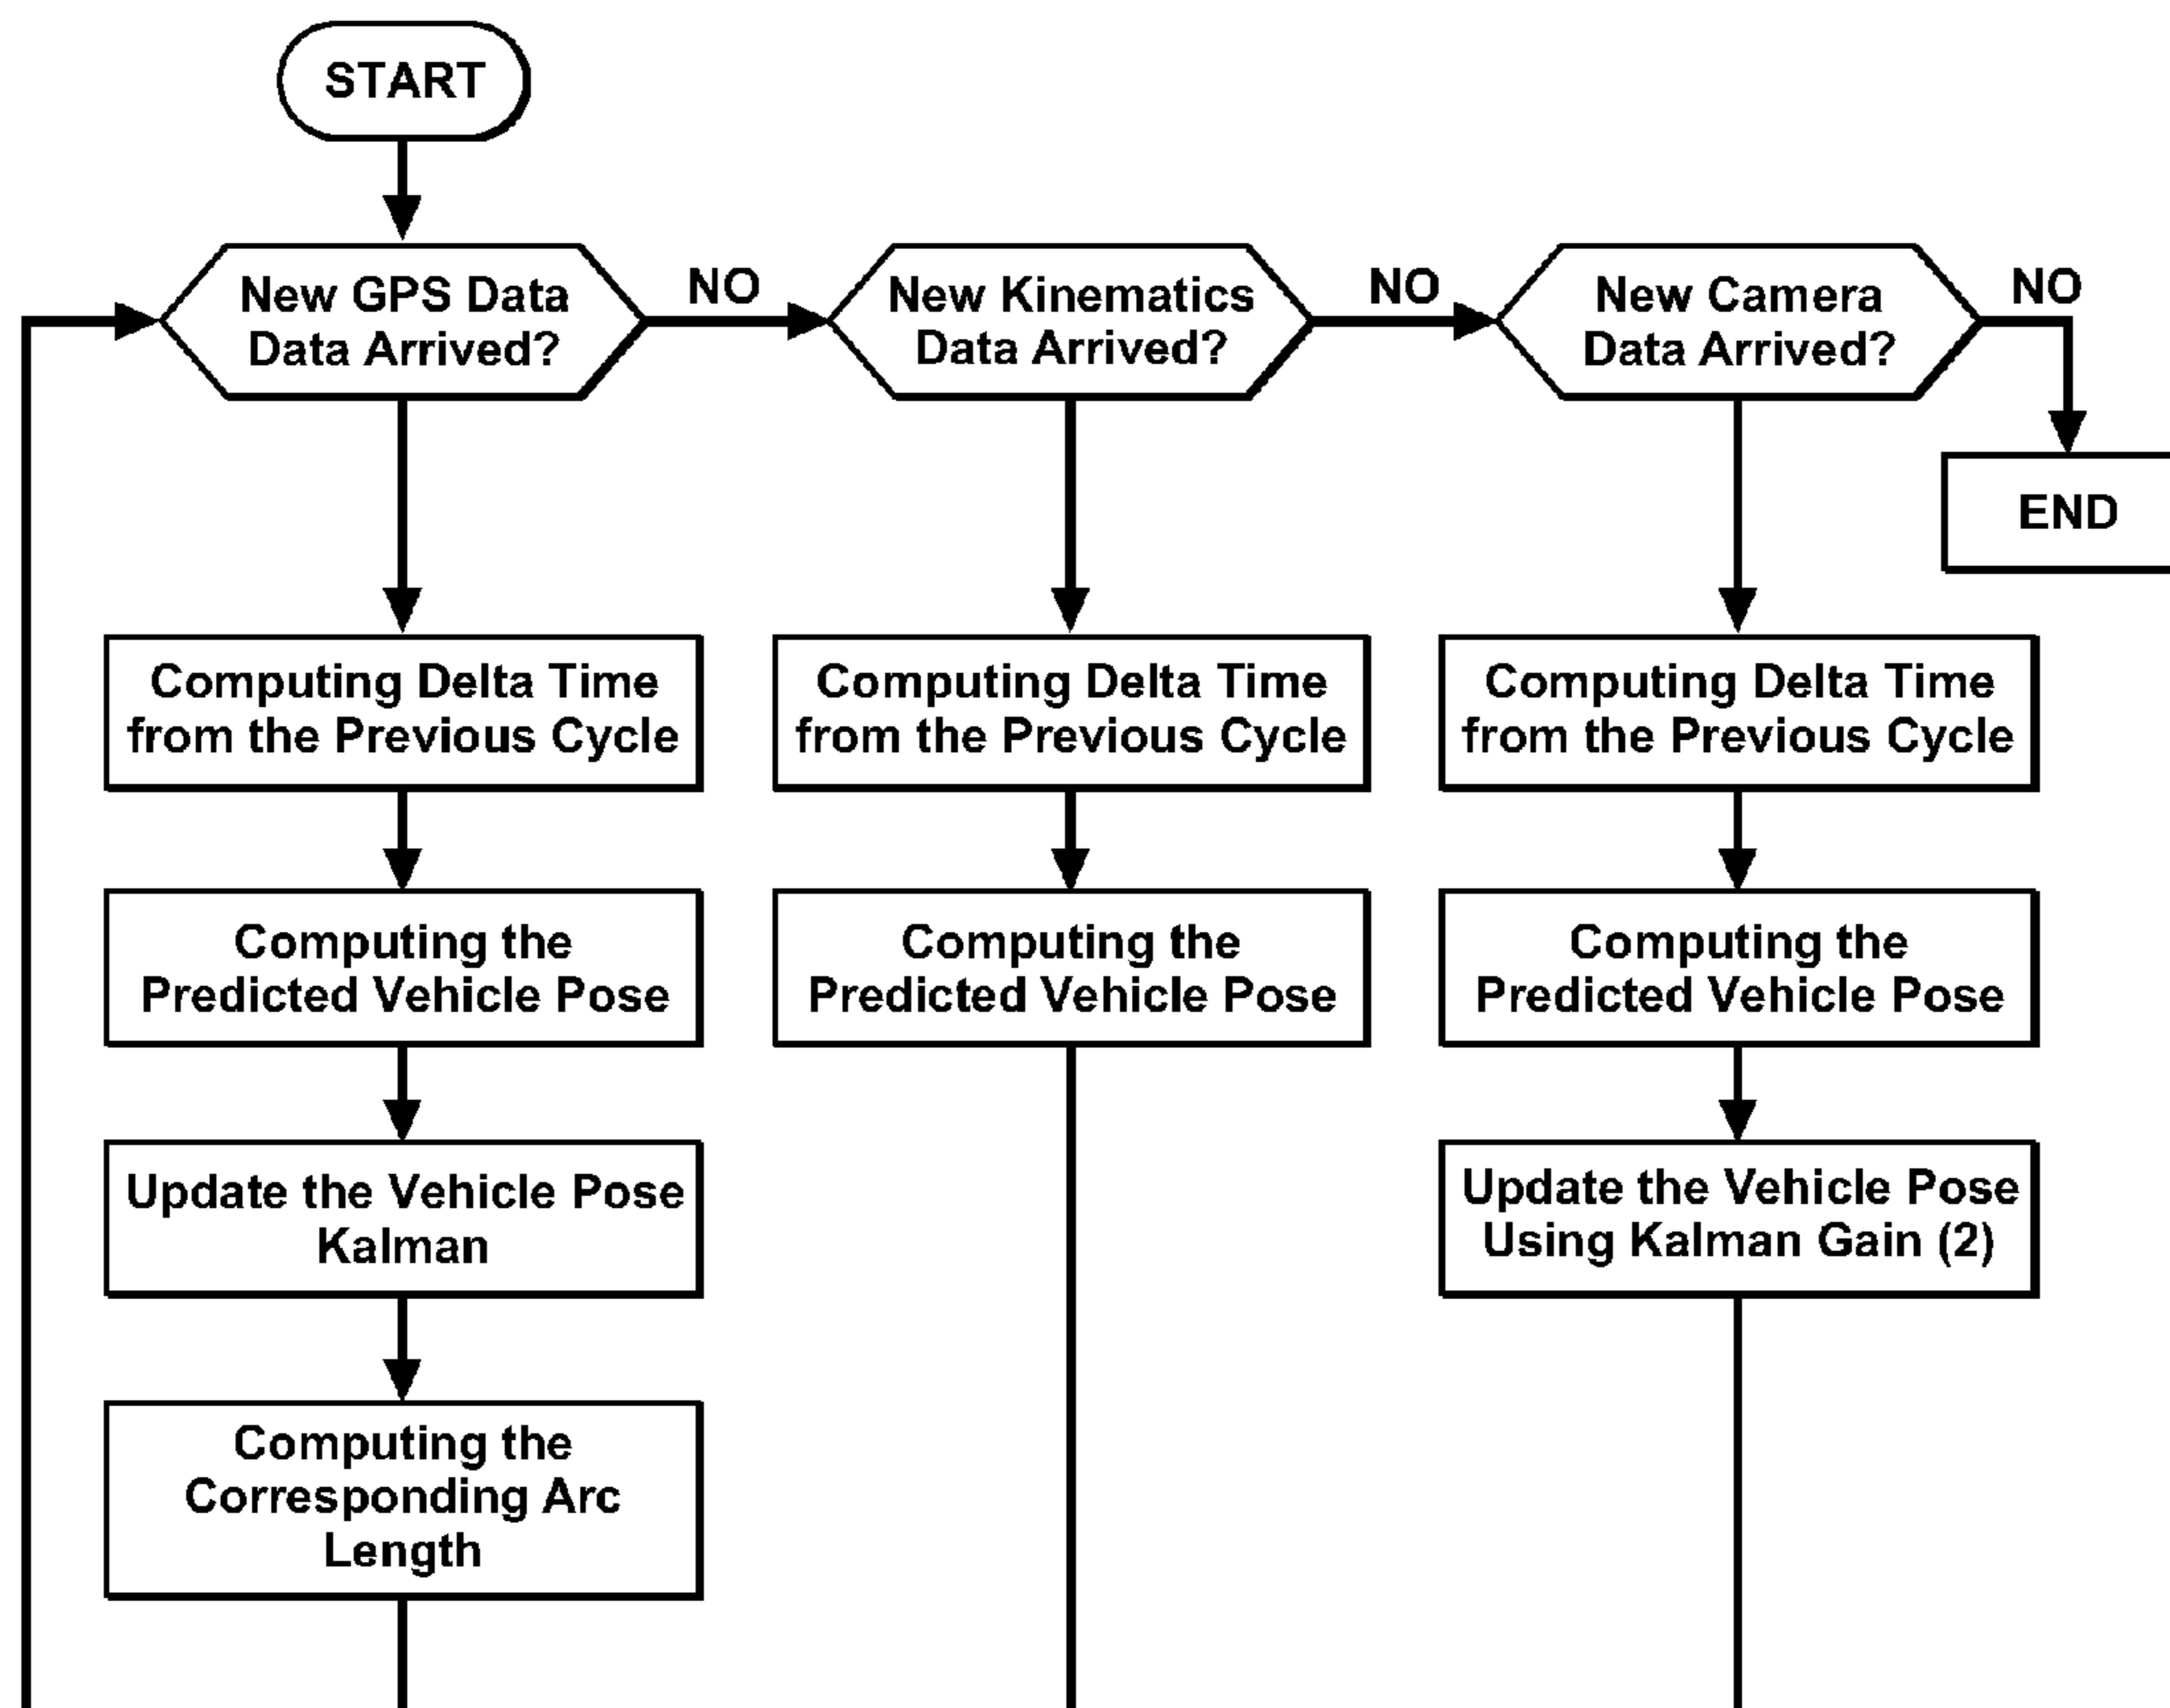 START
New GPS Data
Data Arrived?
NO
New Kinematics
Data Arrived?
NO
New Camera
Data Arrived?
NO
END
Computing Delta Time
from the Previous Cycle
Computing Delta Time
from the Previous Cycle
Computing Delta Time
from the Previous Cycle
Computing the
Predicted Vehicle Pose
Computing the
Predicted Vehicle Pose
Computing the
Predicted Vehicle Pose
Update the Vehicle Pose
Kalman
Update the Vehicle Pose
Using Kalman Gain (2)
Computing the
Corresponding Arc
Length